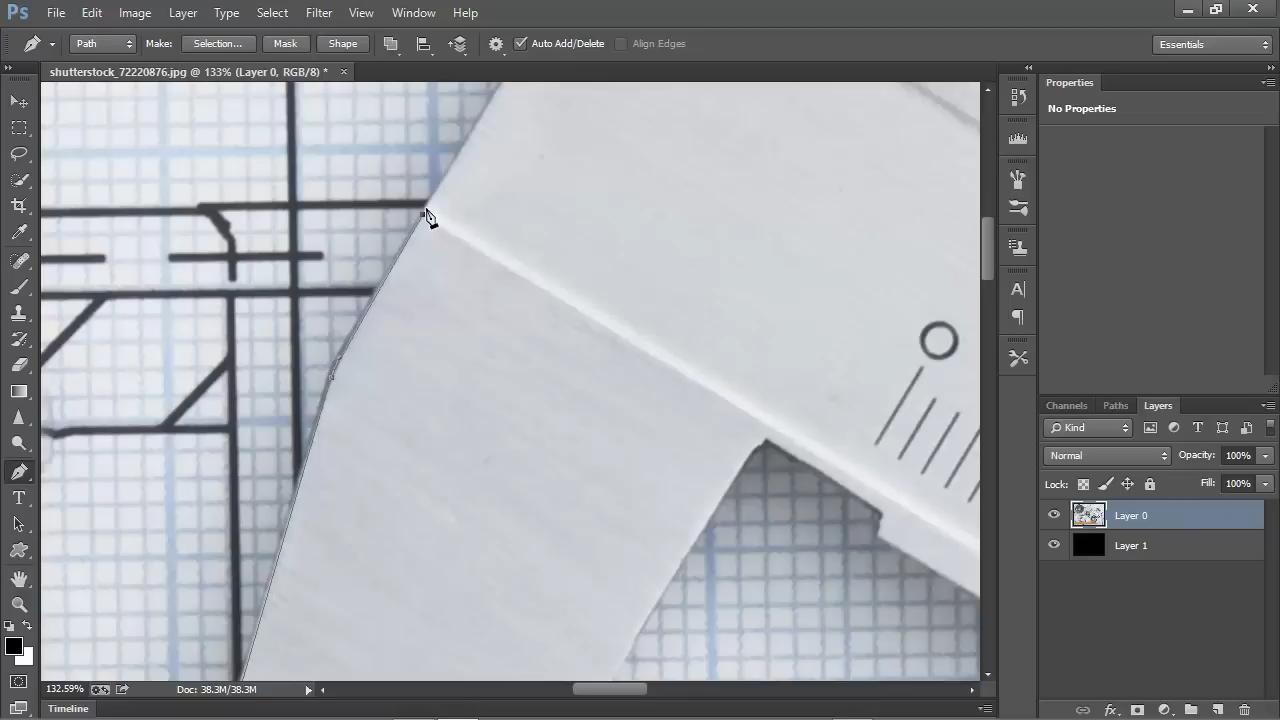 Ps File Edit Image Layer Type Select Filter View Window Help
Path Make: Selection... Mask Shape Auto Add/Delete Align Edges Essentials
shutterstock_72220876.jpg @ 133% (Layer 0, RGB/8) *
Properties
No Properties
Channels Paths Layers
Kind
Normal Opacity: 100%
Lock: Fill: 100%
Layer 0
Layer 1
132.59% Doc: 38.3M/38.3M
Timeline